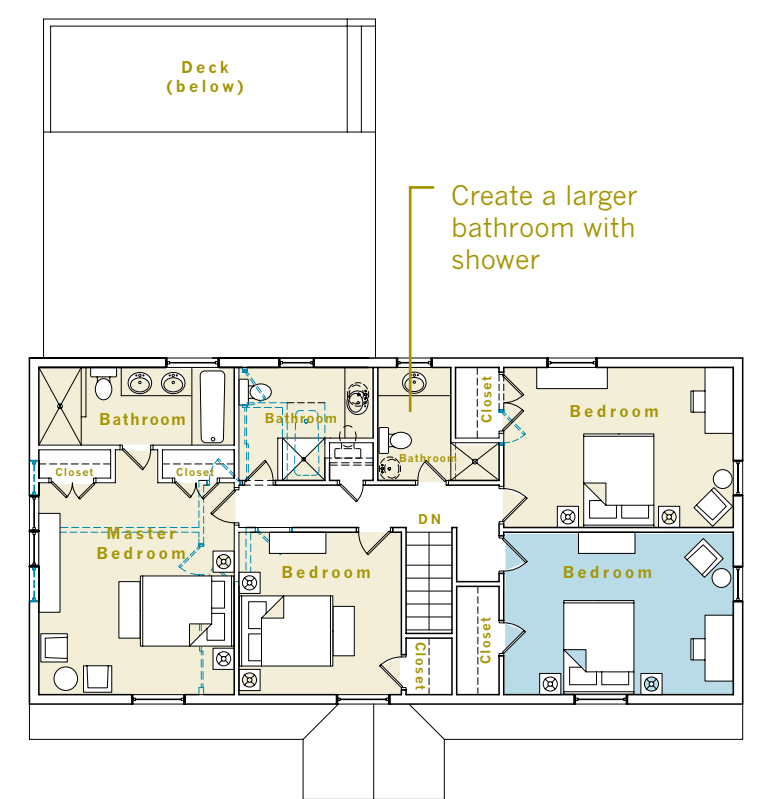 Deck
(below)
Create a larger
bathroom with
shower
Bathroom
Bathroom
Closet
Bedroom
Bathroom
Closet
Closet
DN
Master
Bedroom
Bedroom
Bedroom
Closet
Closet